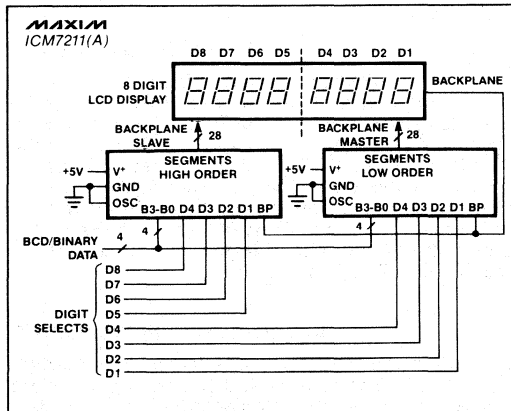 MAXIM
ICM7211(A)
D8 D7 D6 D5 D4 D3 D2 D1
8 DIGIT
LCD DISPLAY
BACKPLANE
BACKPLANE
SLAVE
28
BACKPLANE
MASTER
28
SEGMENTS
HIGH ORDER
+5V
V+
GND
OSC
B3-B0 D4 D3 D2 D1 BP
SEGMENTS
LOW ORDER
+5V
V+
GND
OSC
B3-B0 D4 D3 D2 D1 BP
BCD/BINARY
DATA
4
4
4
DIGIT
SELECTS
D8
D7
D6
D5
D4
D3
D2
D1